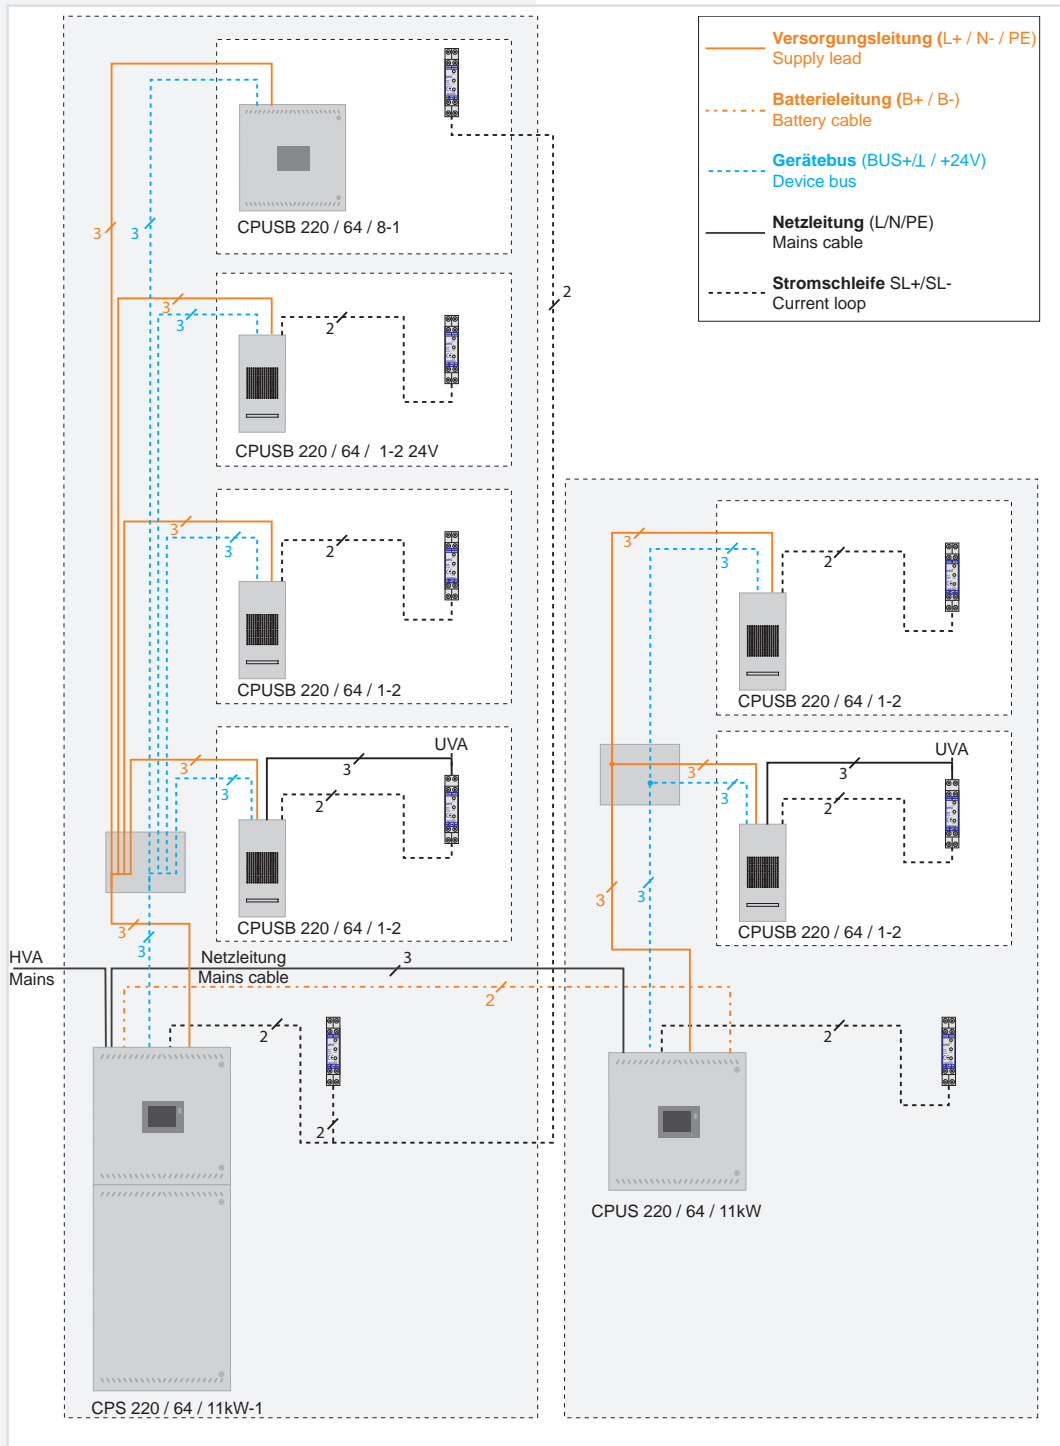 Versorgungsleitung (L+ / N- / PE)
Supply lead
Batterieleitung (B+ / B-)
Battery cable
Gerätebus (BUS+/⊥ / +24V)
Device bus
Netzleitung (L/N/PE)
Mains cable
Stromschleife SL+/SL-
Current loop
3
3
CPUSB 220 / 64 / 8-1
2
3
3
2
CPUSB 220 / 64 / 1-2 24V
3
3
2
CPUSB 220 / 64 / 1-2
3
3
2
CPUSB 220 / 64 / 1-2
UVA
3
3
3
2
CPUSB 220 / 64 / 1-2
UVA
3
3
3
2
CPUSB 220 / 64 / 1-2
3
3
3
3
HVA
Mains
Netzleitung
Mains cable
3
2
2
2
2
CPUS 220 / 64 / 11kW
CPS 220 / 64 / 11kW-1